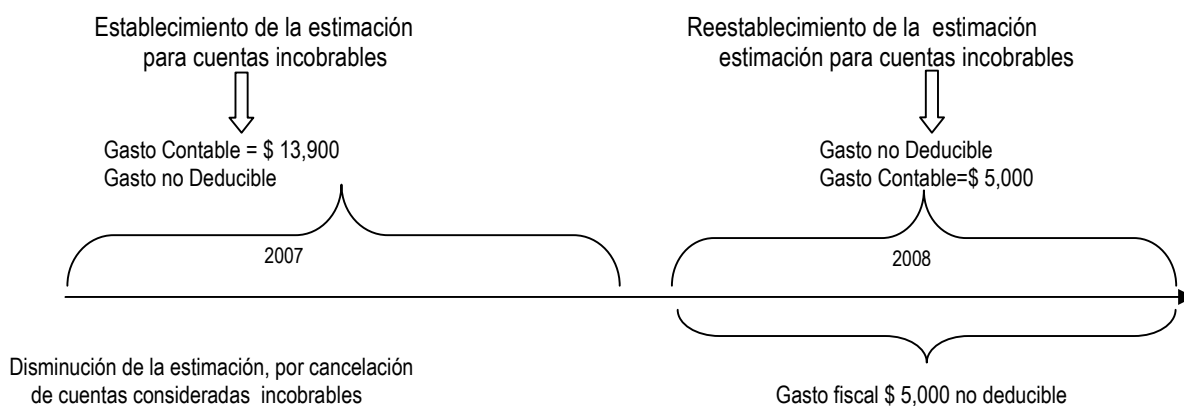 Establecimiento de la estimación
para cuentas incobrables
Gasto Contable = $ 13,900
Gasto no Deducible
2007
Reestablecimiento de la estimación
estimación para cuentas incobrables
Gasto no Deducible
Gasto Contable=$ 5,000
2008
Disminución de la estimación, por cancelación
de cuentas consideradas incobrables
Gasto fiscal $ 5,000 no deducible